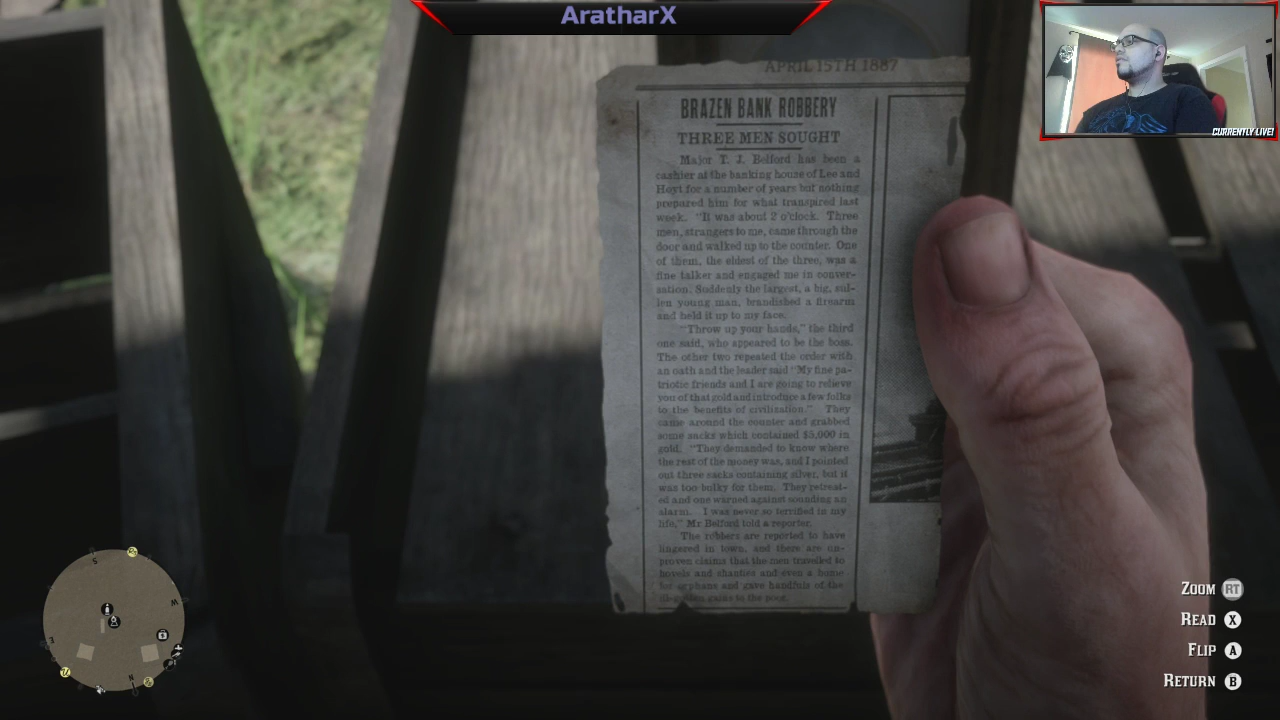 AratharX
CURRENTLY LIVE!
APRIL 15TH 1887
BRAZEN BANK ROBBERY
THREE MEN SOUGHT
Major T. J. Belford has been a
cashier at the banking house of Lee and
Hoyt for a number of years but nothing
prepared him for what transpired last
week. "It was about 2 o'clock. Three
men, strangers to me, came through the
door and walked up to the counter. One
of them, the eldest of the three, was a
fine talker and engaged me in conver-
sation. Suddenly the largest, a big, sul-
len young man, brandished a firearm
and held it up to my face.
"Throw up your hands," the third
one said, who appeared to be the boss.
The other two repeated the order with
an oath and the leader said "My fine pa-
triotic friends and I are going to relieve
you of that gold and introduce a few folks
to the benefits of civilization." They
came around the counter and grabbed
some sacks which contained $5,000 in
gold. "They demanded to know where
the rest of the money was, and I pointed
out three sacks containing silver, but it
was too bulky for them. They retreat-
ed and one warned against sounding an
alarm. I was never so terrified in my
life," Mr Belford told a reporter.
The robbers are reported to have
lingered in town, and there are un-
proven claims that the men travelled to
hovels and shanties and even a home
for orphans and gave handfuls of the
ill-gotten gains to the poor.
S
W
E
N
ZOOM RT
READ X
FLIP A
RETURN B